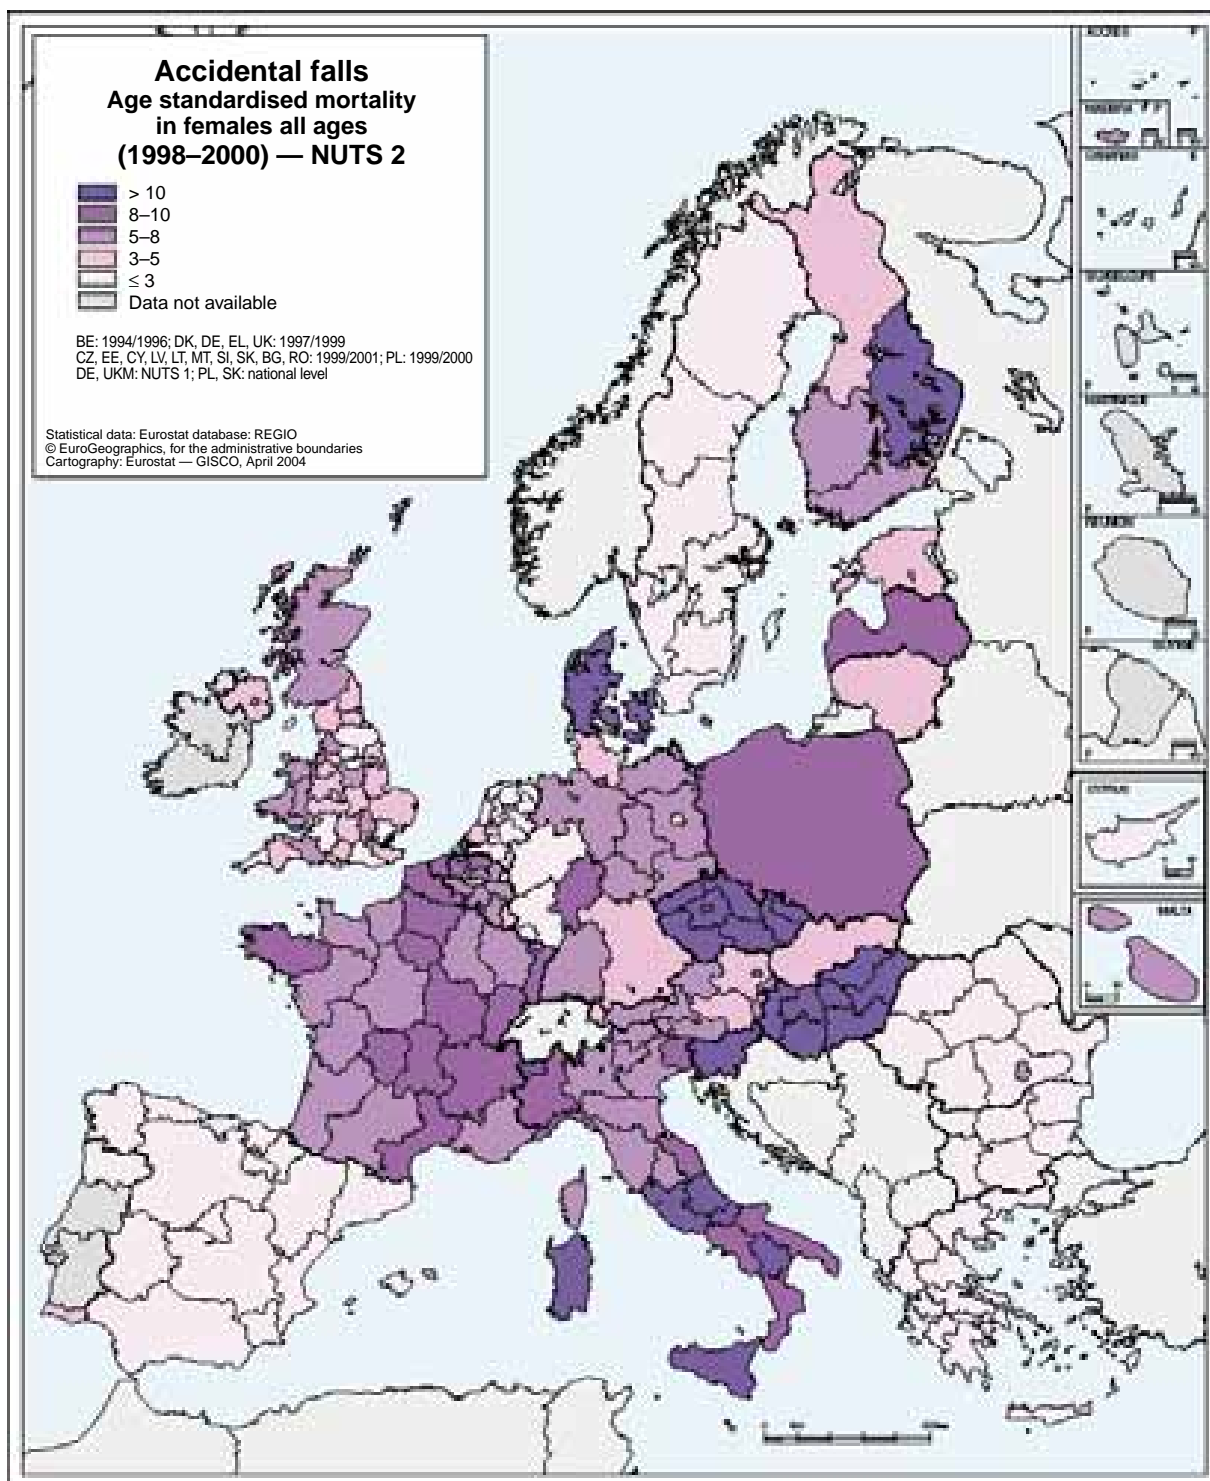 Accidental falls
Age standardised mortality
in females all ages
(1998–2000) — NUTS 2
> 10
8–10
5–8
3–5
≤ 3
Data not available
BE: 1994/1996; DK, DE, EL, UK: 1997/1999
CZ, EE, CY, LV, LT, MT, SI, SK, BG, RO: 1999/2001; PL: 1999/2000
DE, UKM: NUTS 1; PL, SK: national level
Statistical data: Eurostat database: REGIO
© EuroGeographics, for the administrative boundaries
Cartography: Eurostat — GISCO, April 2004
MALTA